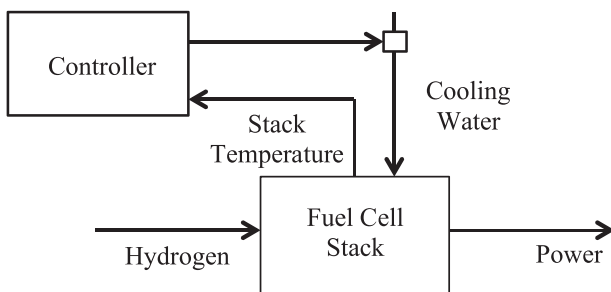 Controller
Cooling
Water
Stack
Temperature
Fuel Cell
Stack
Hydrogen
Power